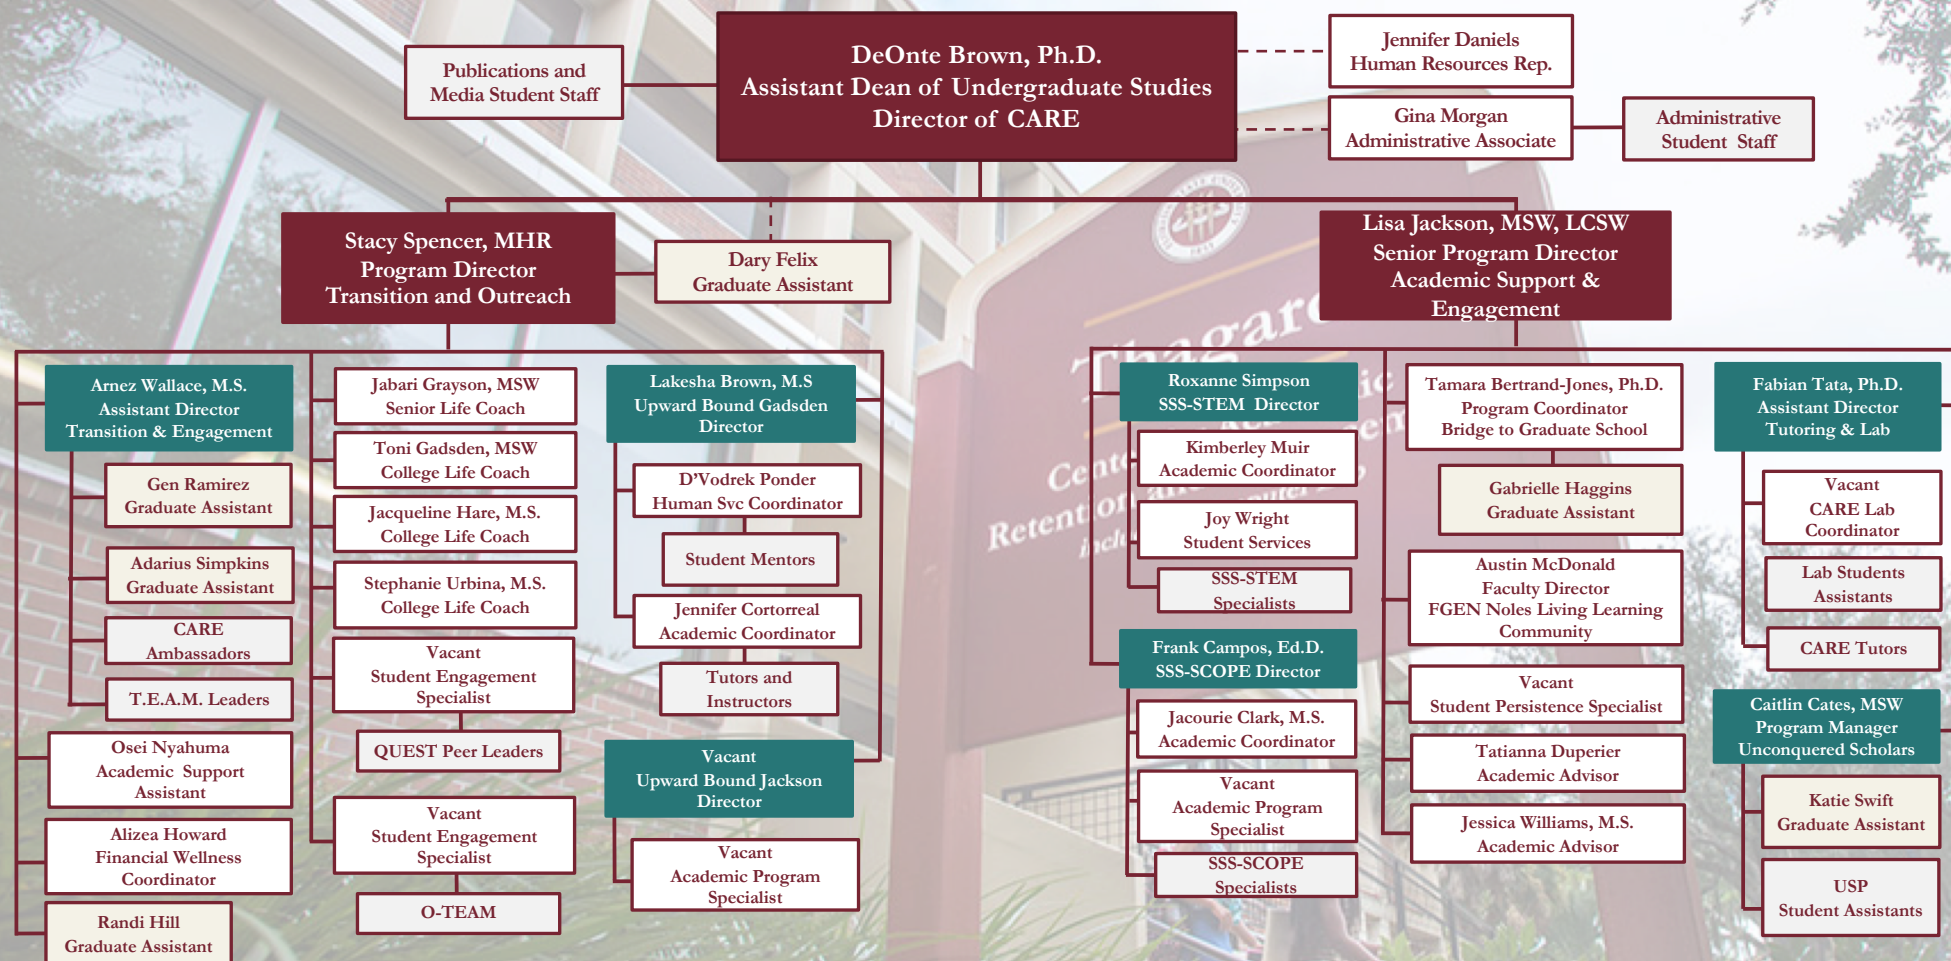 DeOnte Brown, Ph.D.
Assistant Dean of Undergraduate Studies
Director of CARE
Publications and
Media Student Staff
Jennifer Daniels
Human Resources Rep.
Gina Morgan
Administrative Associate
Administrative
Student Staff
Stacy Spencer, MHR
Program Director
Transition and Outreach
Dary Felix
Graduate Assistant
Lisa Jackson, MSW, LCSW
Senior Program Director
Academic Support &
Engagement
Arnez Wallace, M.S.
Assistant Director
Transition & Engagement
Gen Ramirez
Graduate Assistant
Adarius Simpkins
Graduate Assistant
CARE
Ambassadors
T.E.A.M. Leaders
Osei Nyahuma
Academic Support
Assistant
Alizea Howard
Financial Wellness
Coordinator
Randi Hill
Graduate Assistant
Jabari Grayson, MSW
Senior Life Coach
Toni Gadsden, MSW
College Life Coach
Jacqueline Hare, M.S.
College Life Coach
Stephanie Urbina, M.S.
College Life Coach
Vacant
Student Engagement
Specialist
QUEST Peer Leaders
Vacant
Student Engagement
Specialist
O-TEAM
Lakesha Brown, M.S
Upward Bound Gadsden
Director
D'Vodrek Ponder
Human Svc Coordinator
Student Mentors
Jennifer Cortorreal
Academic Coordinator
Tutors and
Instructors
Vacant
Upward Bound Jackson
Director
Vacant
Academic Program
Specialist
Roxanne Simpson
SSS-STEM Director
Kimberley Muir
Academic Coordinator
Joy Wright
Student Services
SSS-STEM
Specialists
Frank Campos, Ed.D.
SSS-SCOPE Director
Jacourie Clark, M.S.
Academic Coordinator
Vacant
Academic Program
Specialist
SSS-SCOPE
Specialists
Tamara Bertrand-Jones, Ph.D.
Program Coordinator
Bridge to Graduate School
Gabrielle Haggins
Graduate Assistant
Austin McDonald
Faculty Director
FGEN Noles Living Learning
Community
Vacant
Student Persistence Specialist
Tatianna Duperier
Academic Advisor
Jessica Williams, M.S.
Academic Advisor
Fabian Tata, Ph.D.
Assistant Director
Tutoring & Lab
Vacant
CARE Lab
Coordinator
Lab Students
Assistants
CARE Tutors
Caitlin Cates, MSW
Program Manager
Unconquered Scholars
Katie Swift
Graduate Assistant
USP
Student Assistants